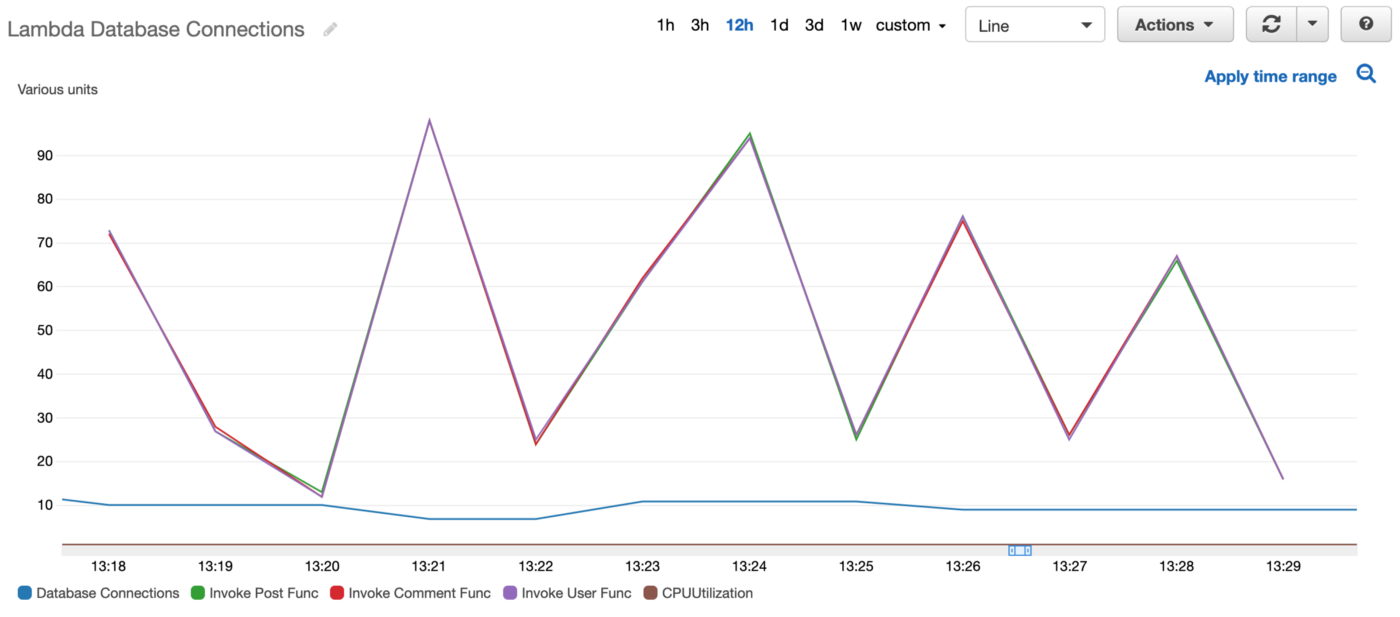 Lambda Database Connections 1h 3h 12h 1d 3d 1w custom Line Actions ?
Apply time range
Various units
90
80
70
60
50
40
30
20
10
13:18 13:19 13:20 13:21 13:22 13:23 13:24 13:25 13:26 13:27 13:28 13:29
Database Connections Invoke Post Func Invoke Comment Func Invoke User Func CPUUtilization